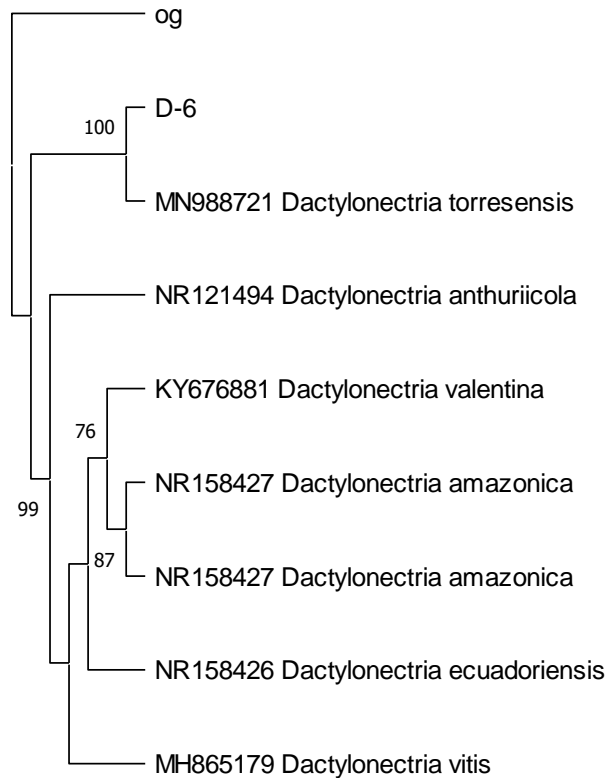 og
D-6
100
MN988721 Dactylonectria torresensis
NR121494 Dactylonectria anthuriicola
KY676881 Dactylonectria valentina
76
NR158427 Dactylonectria amazonica
99
87
NR158427 Dactylonectria amazonica
NR158426 Dactylonectria ecuadoriensis
MH865179 Dactylonectria vitis